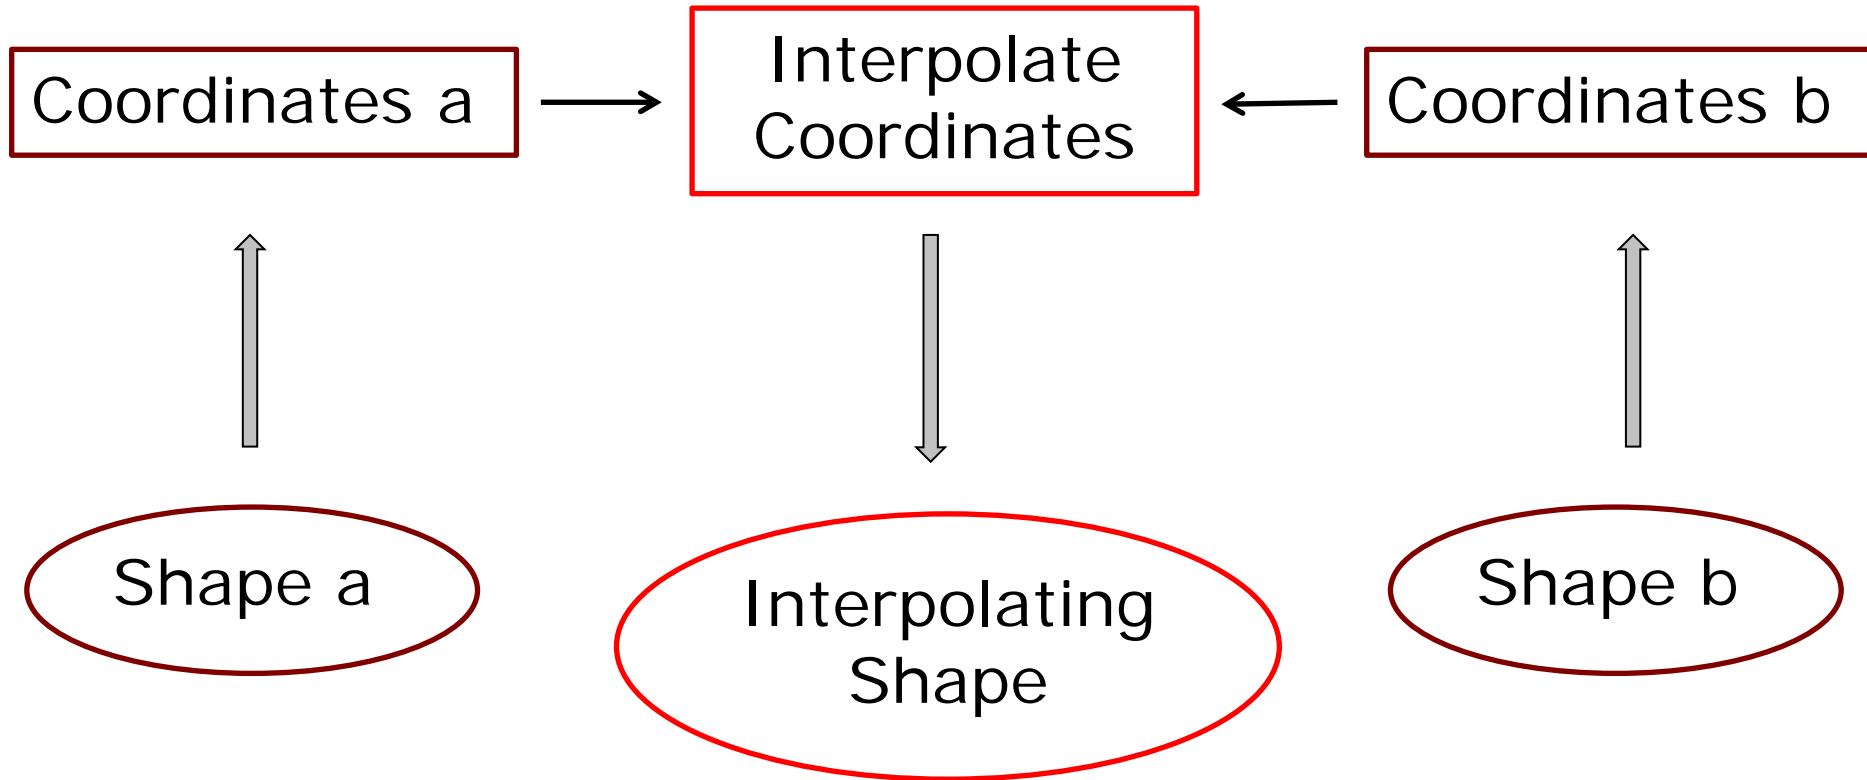 Coordinates a
Interpolate
Coordinates
Coordinates b
Shape a
Interpolating
Shape
Shape b